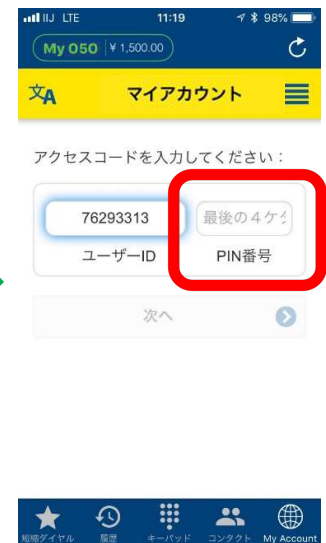 IIJ LTE 11:19 98%
My 050 ¥ 1,500.00
文A マイアカウント
アクセスコードを入力してください：
76293313 最後の4ケタ
ユーザーID PIN番号
次へ
短縮ダイヤル 履歴 キーパッド コンタクト My Account